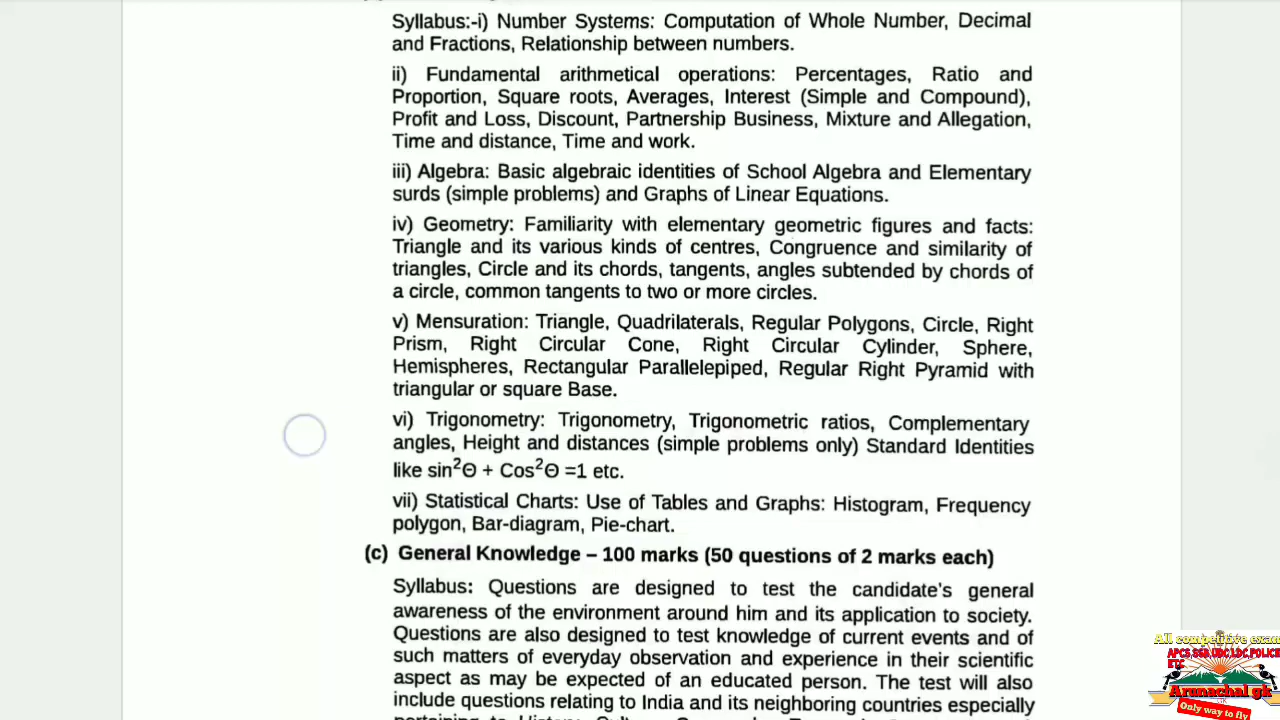 Syllabus:-i) Number Systems: Computation of Whole Number, Decimal
and Fractions, Relationship between numbers.
ii) Fundamental arithmetical operations: Percentages, Ratio and
Proportion, Square roots, Averages, Interest (Simple and Compound),
Profit and Loss, Discount, Partnership Business, Mixture and Allegation,
Time and distance, Time and work.
iii) Algebra: Basic algebraic identities of School Algebra and Elementary
surds (simple problems) and Graphs of Linear Equations.
iv) Geometry: Familiarity with elementary geometric figures and facts:
Triangle and its various kinds of centres, Congruence and similarity of
triangles, Circle and its chords, tangents, angles subtended by chords of
a circle, common tangents to two or more circles.
v) Mensuration: Triangle, Quadrilaterals, Regular Polygons, Circle, Right
Prism, Right Circular Cone, Right Circular Cylinder, Sphere,
Hemispheres, Rectangular Parallelepiped, Regular Right Pyramid with
triangular or square Base.
vi) Trigonometry: Trigonometry, Trigonometric ratios, Complementary
angles, Height and distances (simple problems only) Standard Identities
like sin²Θ + Cos²Θ =1 etc.
vii) Statistical Charts: Use of Tables and Graphs: Histogram, Frequency
polygon, Bar-diagram, Pie-chart.
(c) General Knowledge – 100 marks (50 questions of 2 marks each)
Syllabus: Questions are designed to test the candidate's general
awareness of the environment around him and its application to society.
Questions are also designed to test knowledge of current events and of
such matters of everyday observation and experience in their scientific
aspect as may be expected of an educated person. The test will also
include questions relating to India and its neighboring countries especially
All competitive exam
APCS,SSB,UDC,LDC,POLICE
ETC
Arunachal gk
Only way to fly